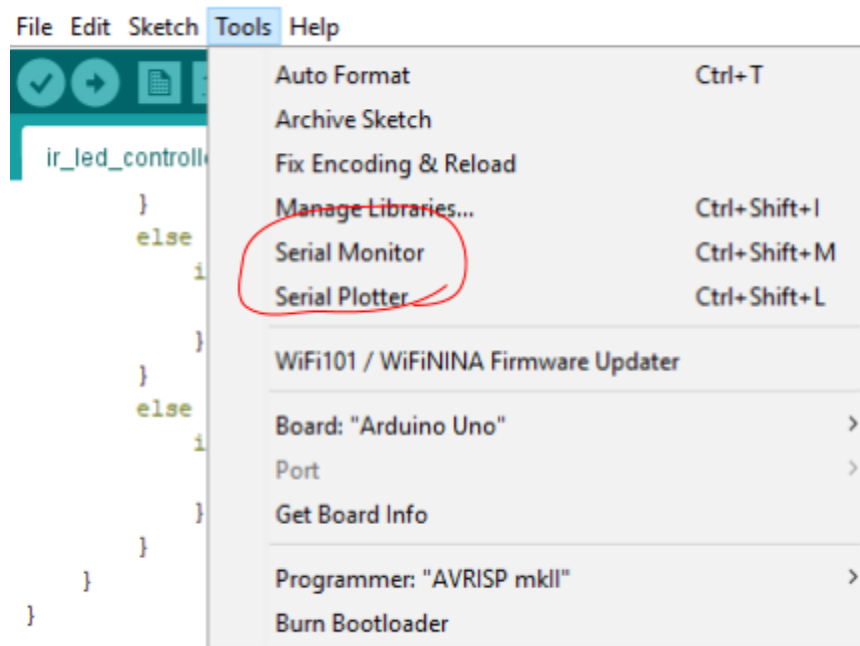 File Edit Sketch Tools Help
Auto Format Ctrl+T
Archive Sketch
ir_led_controlle
Fix Encoding & Reload
}
Manage Libraries... Ctrl+Shift+I
else
Serial Monitor Ctrl+Shift+M
i
Serial Plotter Ctrl+Shift+L
}
WiFi101 / WiFiNINA Firmware Updater
}
else
Board: "Arduino Uno"
i
Port
}
Get Board Info
}
}
Programmer: "AVRISP mkII"
}
Burn Bootloader